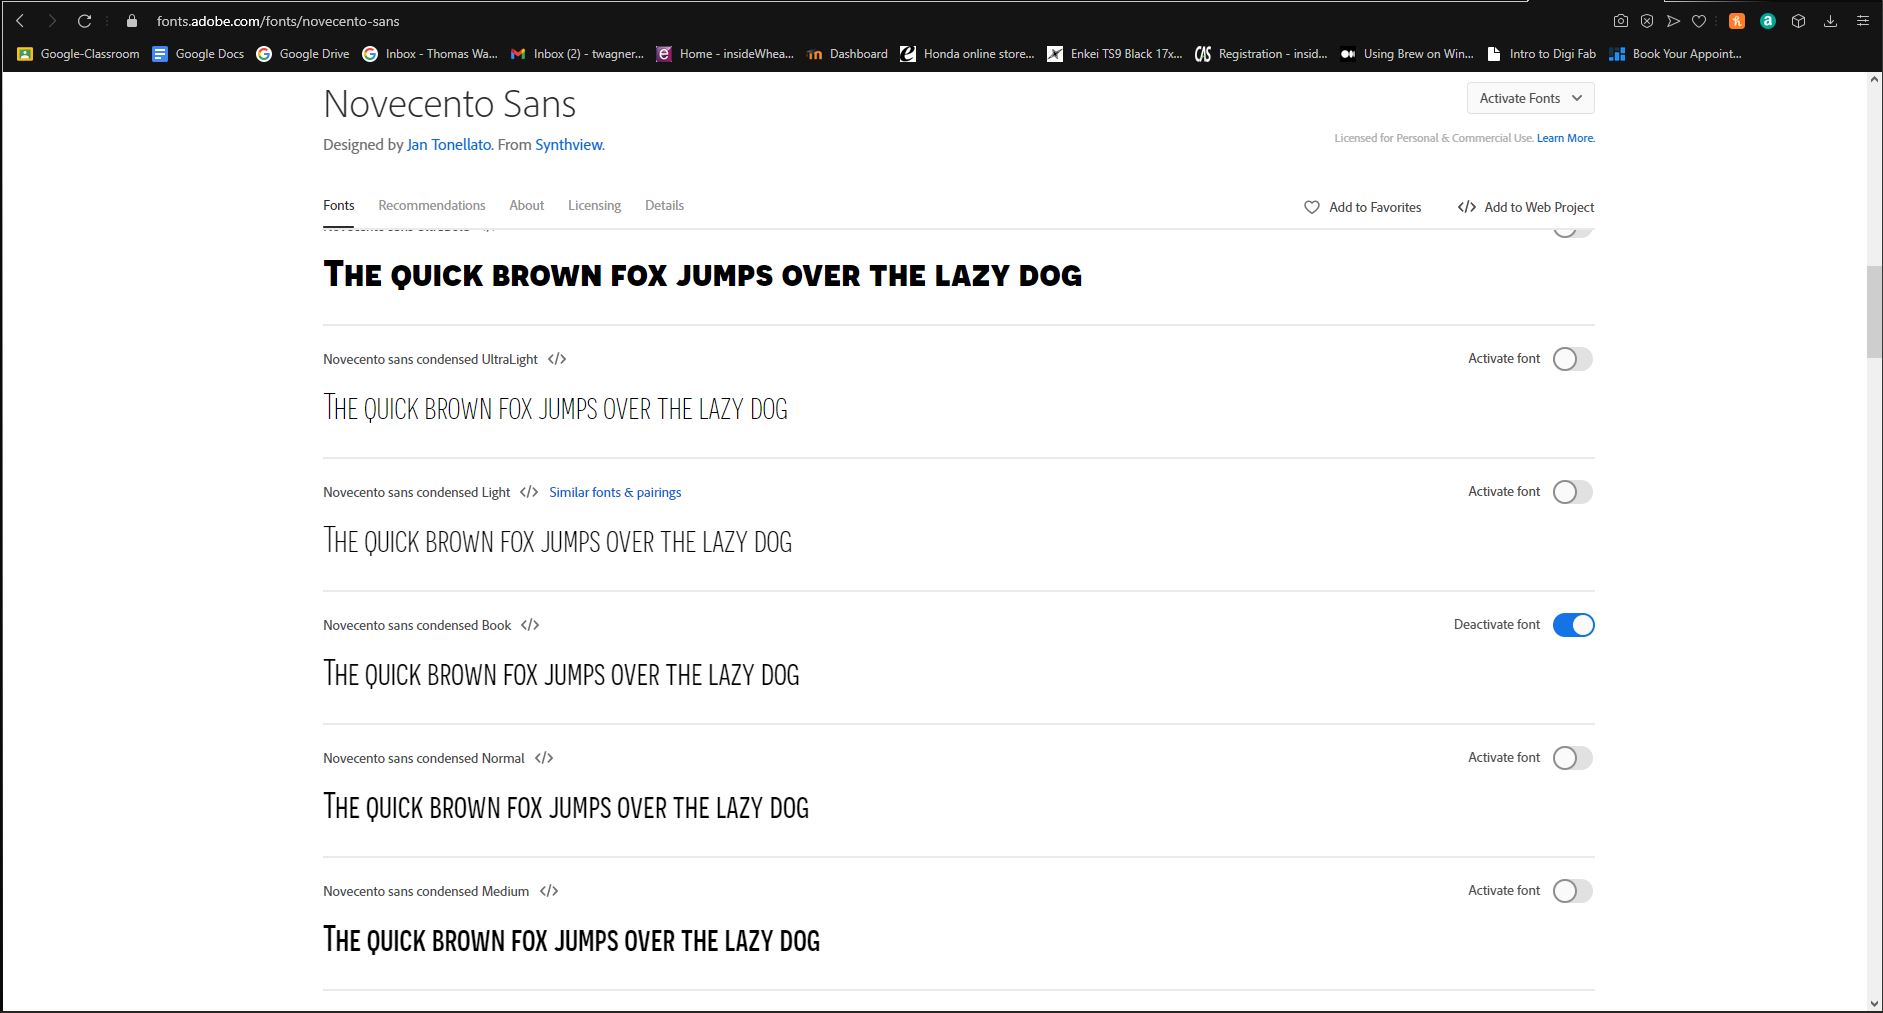 fonts.adobe.com/fonts/novecento-sans
Google-Classroom Google Docs Google Drive Inbox - Thomas Wa... Inbox (2) - twagner... Home - insideWhea... Dashboard Honda online store... Enkei TS9 Black 17x... CAS Registration - insid... Using Brew on Win... Intro to Digi Fab Book Your Appoint...
Novecento Sans
Activate Fonts
Designed by Jan Tonellato. From Synthview.
Licensed for Personal & Commercial Use. Learn More.
Fonts Recommendations About Licensing Details
Add to Favorites </> Add to Web Project
The quick brown fox jumps over the lazy dog
Novecento sans condensed UltraLight </>
Activate font
The quick brown fox jumps over the lazy dog
Novecento sans condensed Light </> Similar fonts & pairings
Activate font
The quick brown fox jumps over the lazy dog
Novecento sans condensed Book </>
Deactivate font
The quick brown fox jumps over the lazy dog
Novecento sans condensed Normal </>
Activate font
The quick brown fox jumps over the lazy dog
Novecento sans condensed Medium </>
Activate font
The quick brown fox jumps over the lazy dog